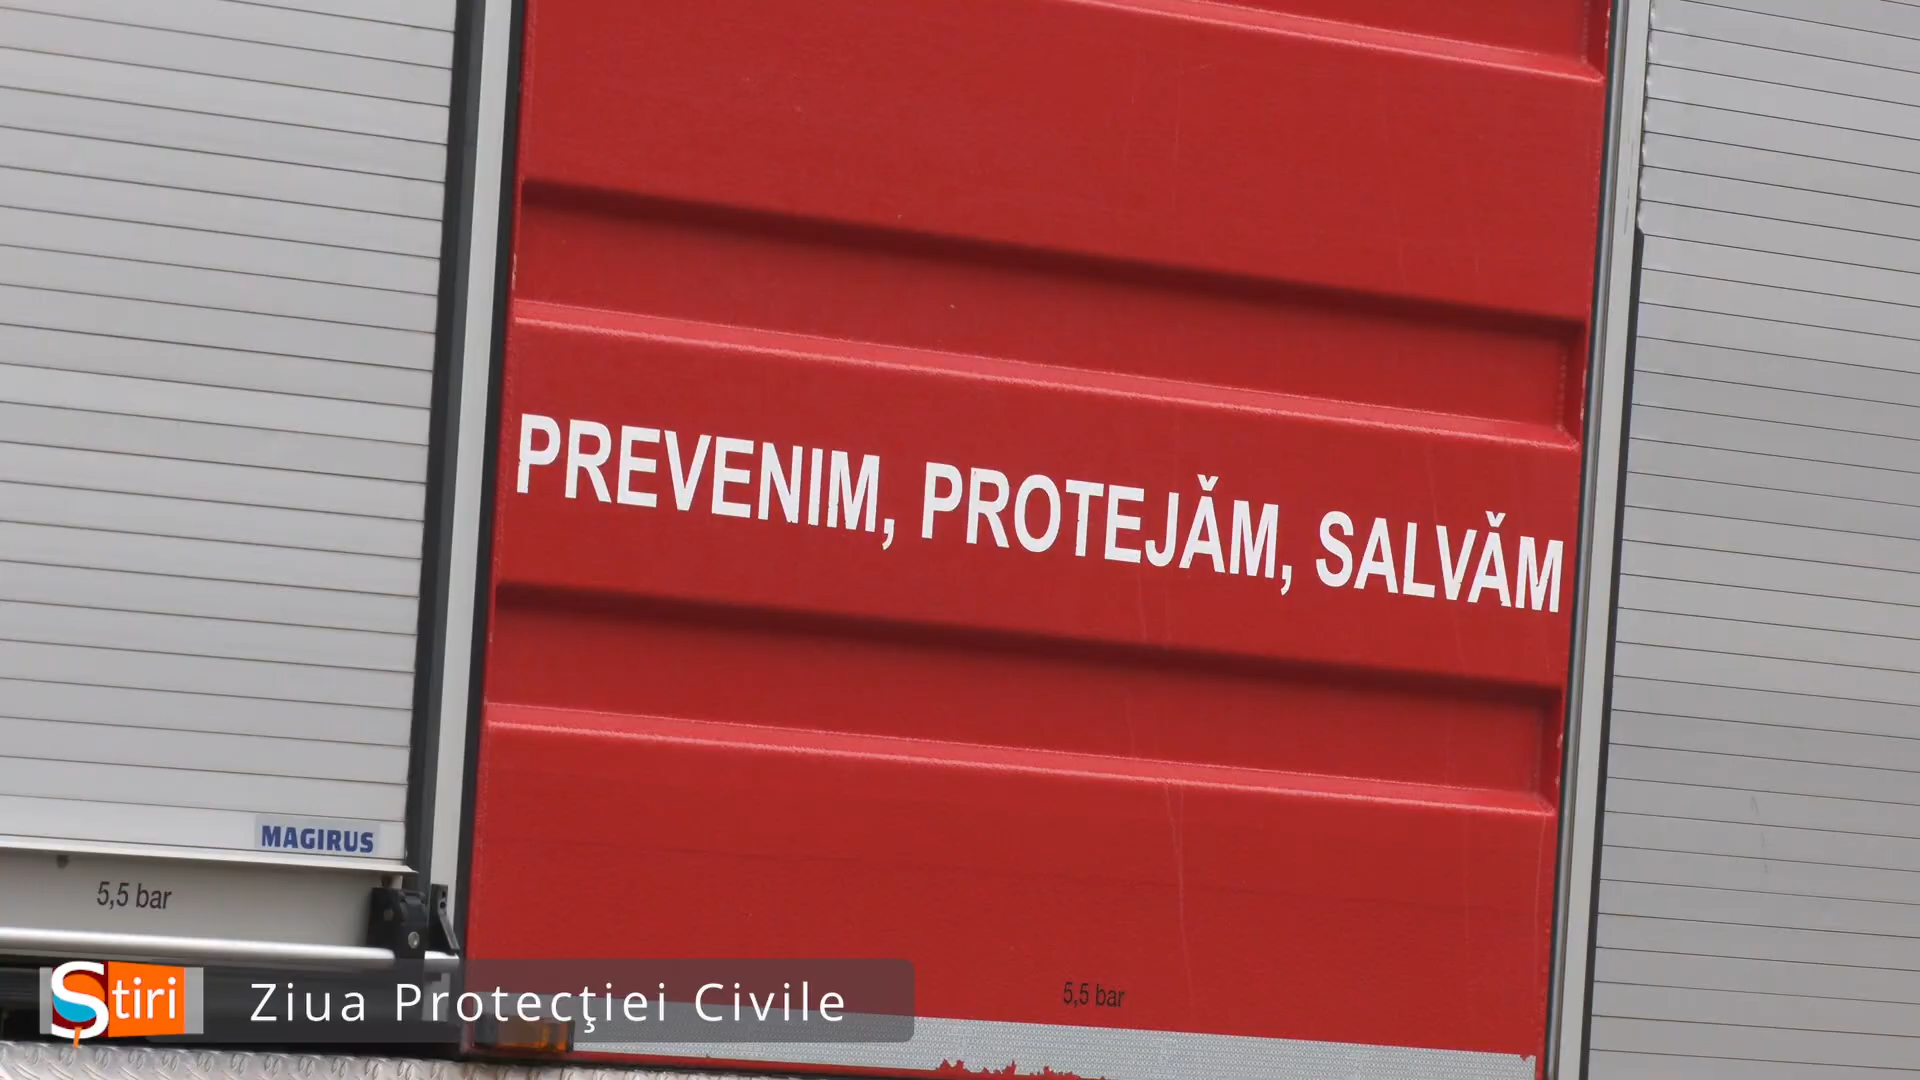 PREVENIM, PROTEJĂM, SALVĂM
MAGIRUS
5,5 bar
5,5 bar
Știri
Ziua Protecţiei Civile